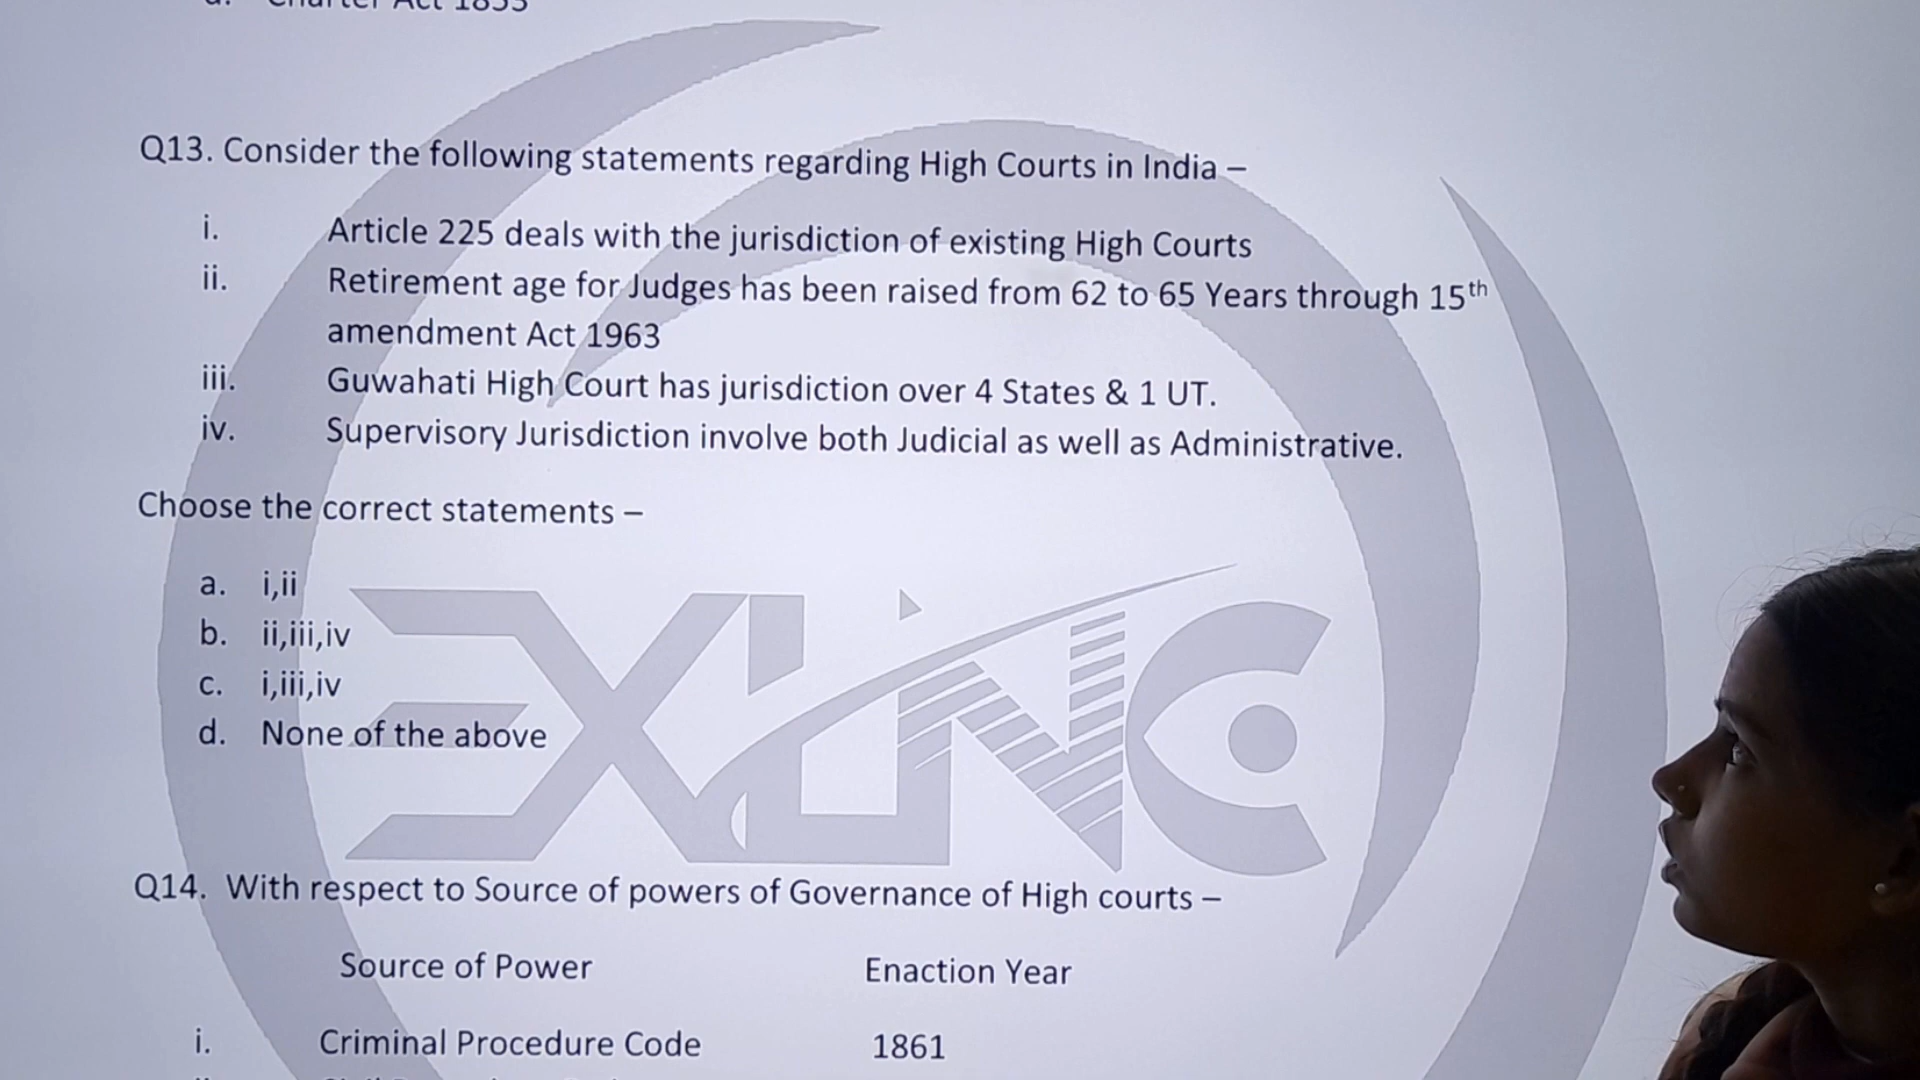 Charter Act 1853
Q13. Consider the following statements regarding High Courts in India –
i. Article 225 deals with the jurisdiction of existing High Courts
ii. Retirement age for Judges has been raised from 62 to 65 Years through 15th
amendment Act 1963
iii. Guwahati High Court has jurisdiction over 4 States & 1 UT.
iv. Supervisory Jurisdiction involve both Judicial as well as Administrative.
Choose the correct statements –
a. i,ii
b. ii,iii,iv
c. i,iii,iv
d. None of the above
EXLNC
Q14. With respect to Source of powers of Governance of High courts –
Source of Power Enaction Year
i. Criminal Procedure Code 1861